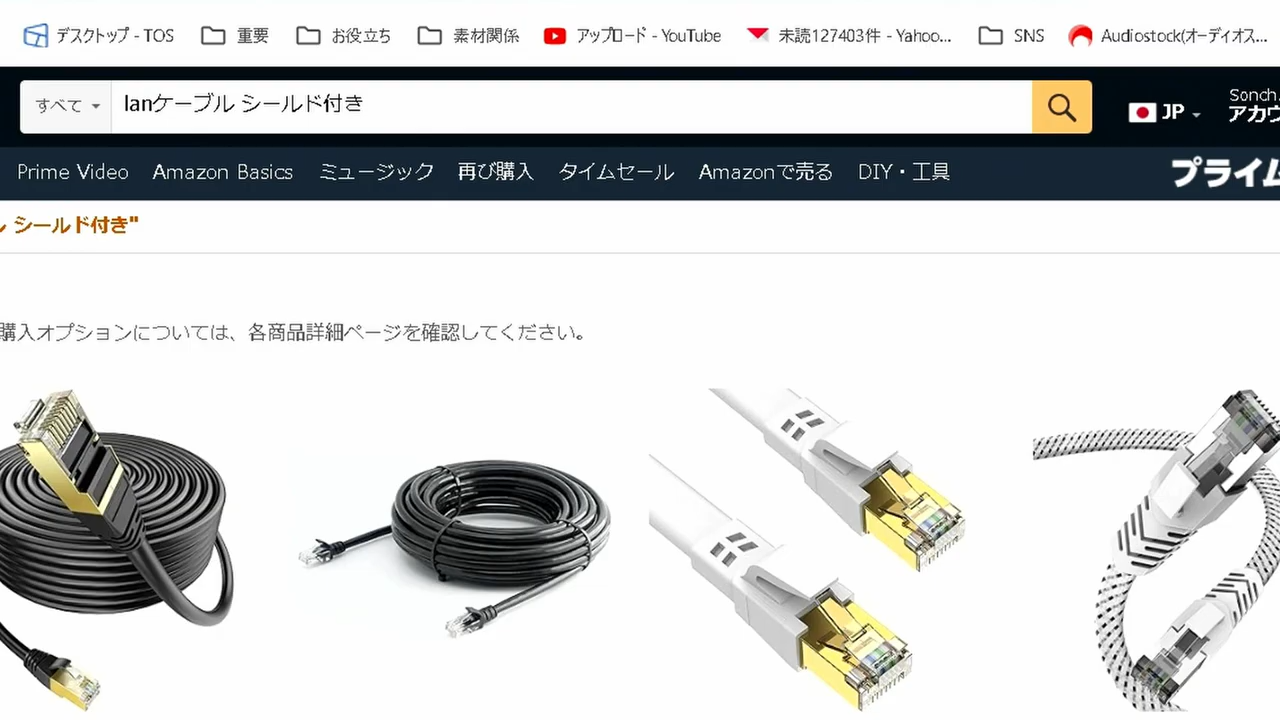 デスクトップ - TOS 重要 お役立ち 素材関係 アップロード - YouTube 未読127403件 - Yahoo... SNS Audiostock(オーディオス...
すべて lanケーブル シールド付き JP Sonch.
アカウ
Prime Video Amazon Basics ミュージック 再び購入 タイムセール Amazonで売る DIY・工具 プライム
ル シールド付き"
購入オプションについては、各商品詳細ページを確認してください。